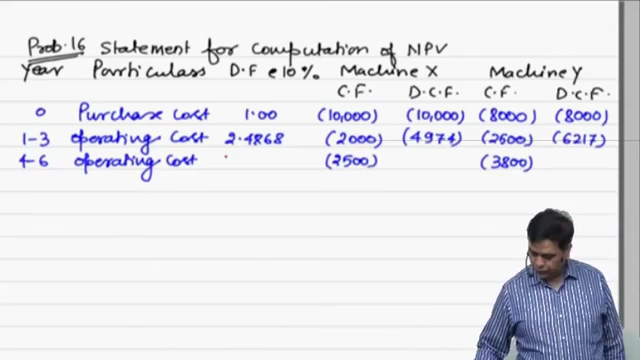 Prob.16 Statement for Computation of NPV
Year Particulars D.F e 10% Machine X Machine Y
C.F. D.C.F. C.F. D.C.F.
0 Purchase Cost 1.00 (10,000) (10,000) (8000) (8000)
1-3 operating Cost 2.4868 (2000) (4974) (2500) (6217)
4-6 operating Cost (2500) (3800)